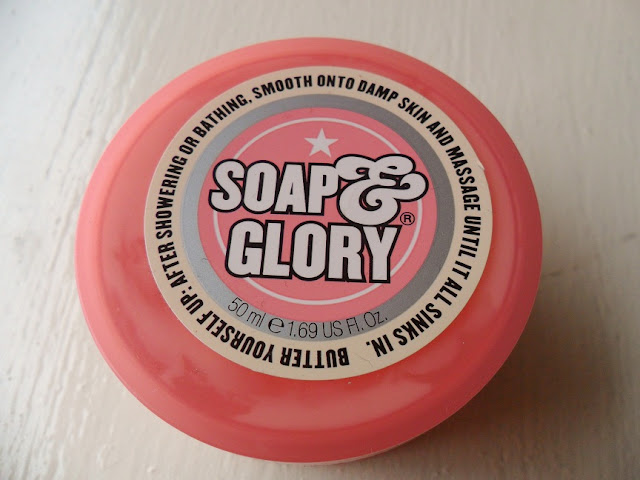 SOAP &
GLORY®
50 ml ℮ 1.69 US Fl. Oz.
BUTTER YOURSELF UP: AFTER SHOWERING OR BATHING, SMOOTH ONTO DAMP SKIN AND MASSAGE UNTIL IT ALL SINKS IN.